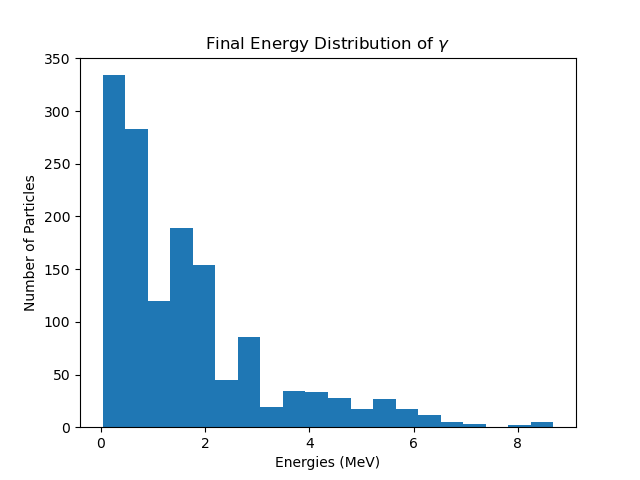 Final Energy Distribution of γ
350
300
250
200
150
100
50
0
Number of Particles
0 2 4 6 8
Energies (MeV)